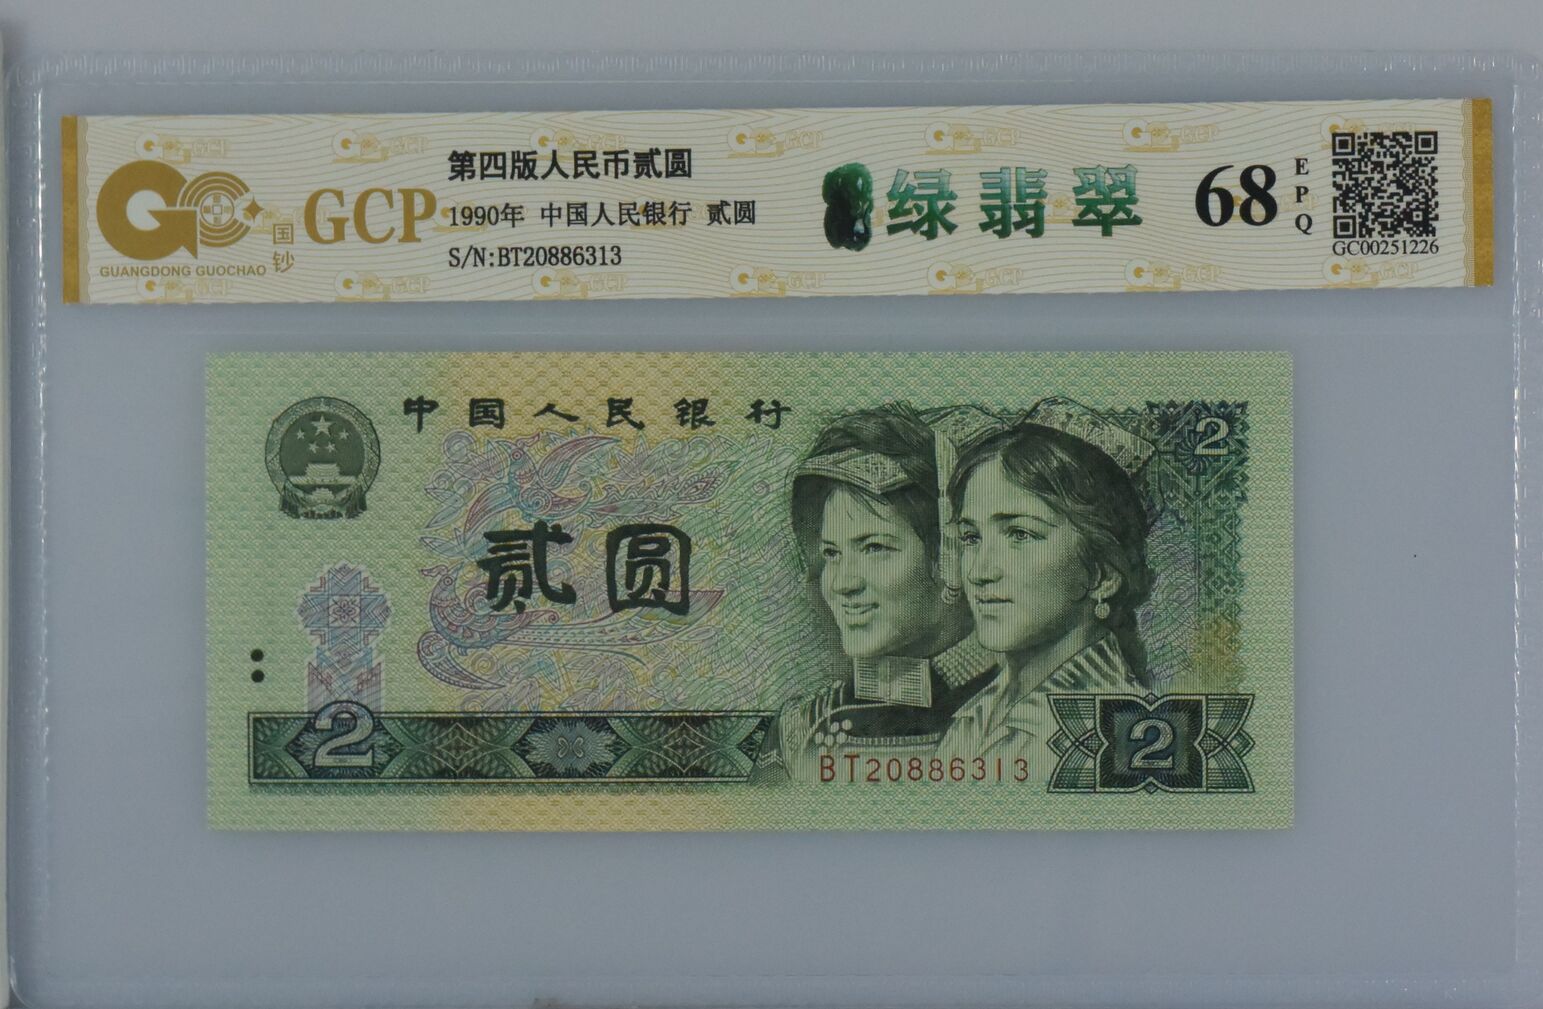 国
钞
GUANGDONG GUOCHAO
GCP
第四版人民币贰圆
1990年 中国人民银行 贰圆
S/N:BT20886313
绿翡翠
68
EPQ
GC00251226
中国人民银行
2
贰圆
2
BT20886313
2